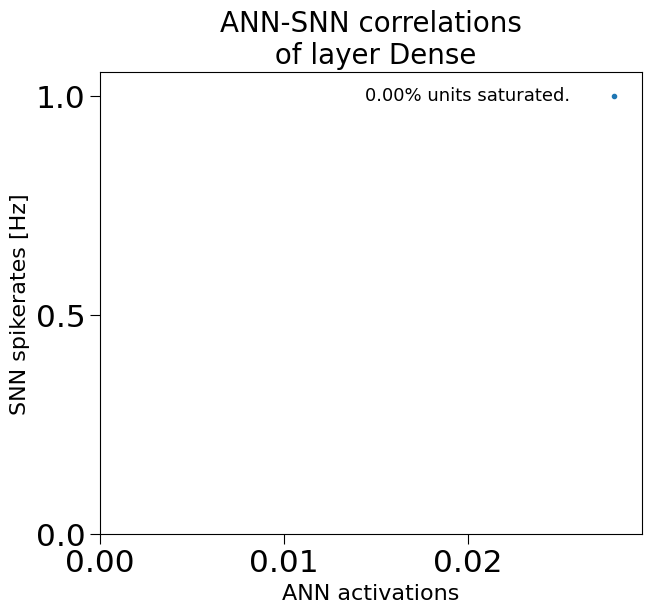 ANN-SNN correlations
of layer Dense
0.00% units saturated.
1.0
0.5
0.0
SNN spikerates [Hz]
0.00 0.01 0.02
ANN activations